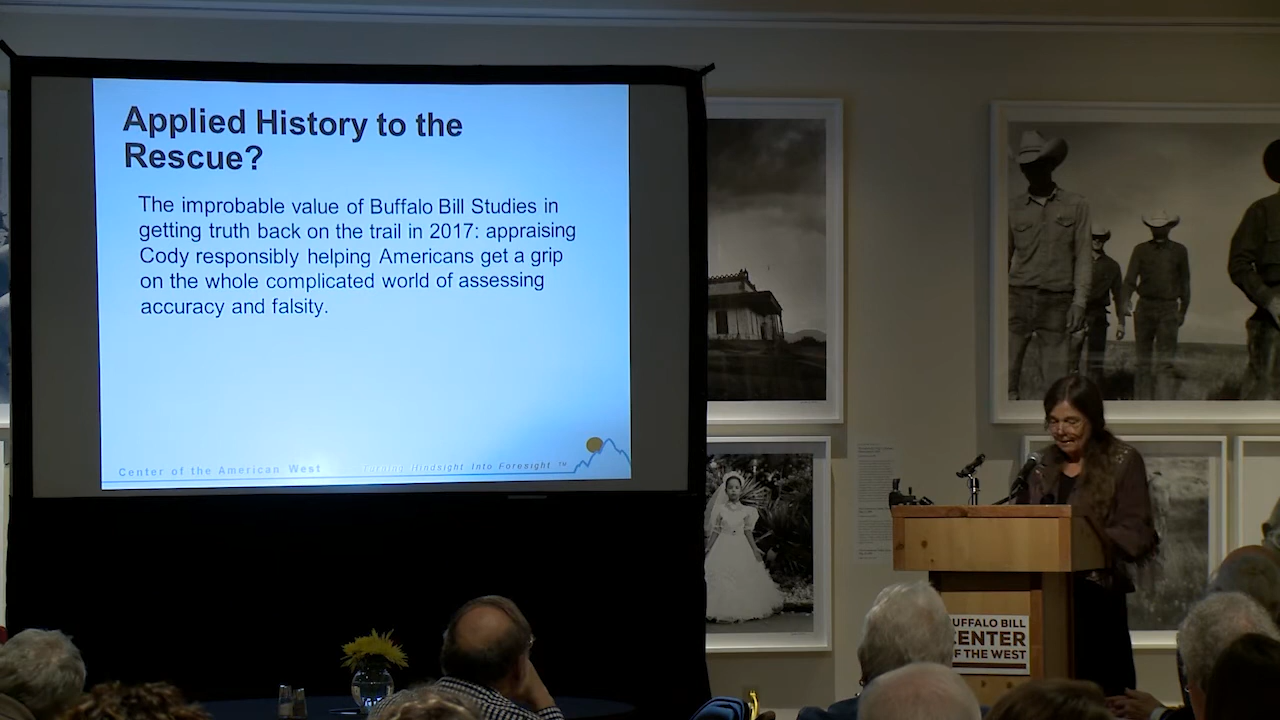 Applied History to the
Rescue?
The improbable value of Buffalo Bill Studies in
getting truth back on the trail in 2017: appraising
Cody responsibly helping Americans get a grip
on the whole complicated world of assessing
accuracy and falsity.
Center of the American West Turning Hindsight Into Foresight ™
BUFFALO BILL
CENTER
OF THE WEST